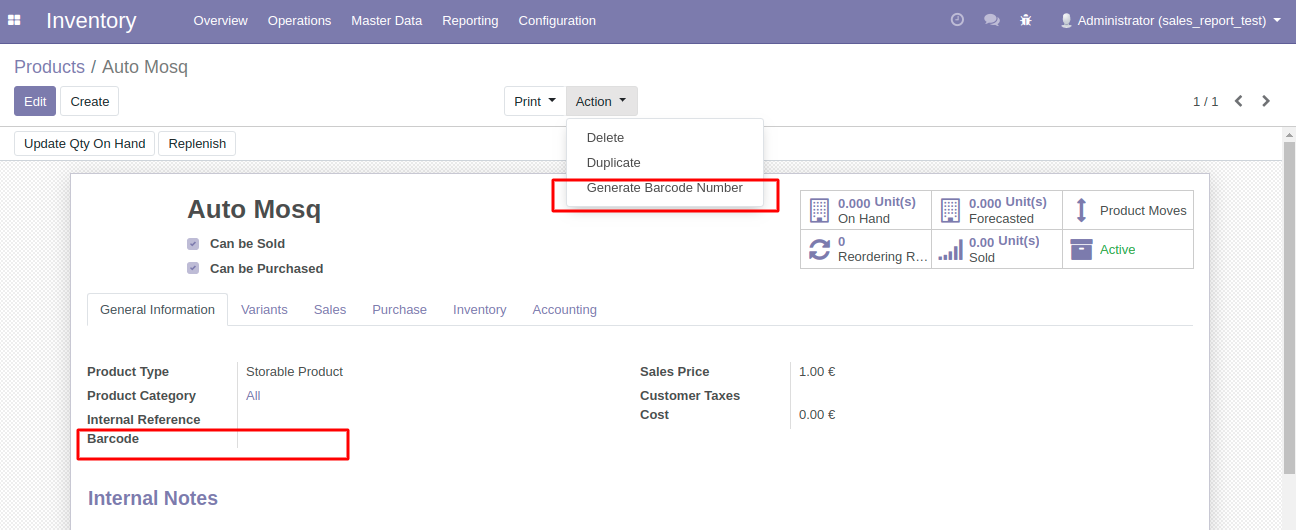 Inventory Overview Operations Master Data Reporting Configuration Administrator (sales_report_test)
Products / Auto Mosq
Edit Create Print Action 1 / 1
Delete
Update Qty On Hand Replenish
Duplicate
Generate Barcode Number
Auto Mosq
0.000 Unit(s) On Hand
0.000 Unit(s) Forecasted
Product Moves
Can be Sold
0 Reordering R...
0.00 Unit(s) Sold
Active
Can be Purchased
General Information Variants Sales Purchase Inventory Accounting
Product Type Storable Product Sales Price 1.00 €
Product Category All Customer Taxes
Internal Reference Cost 0.00 €
Barcode
Internal Notes